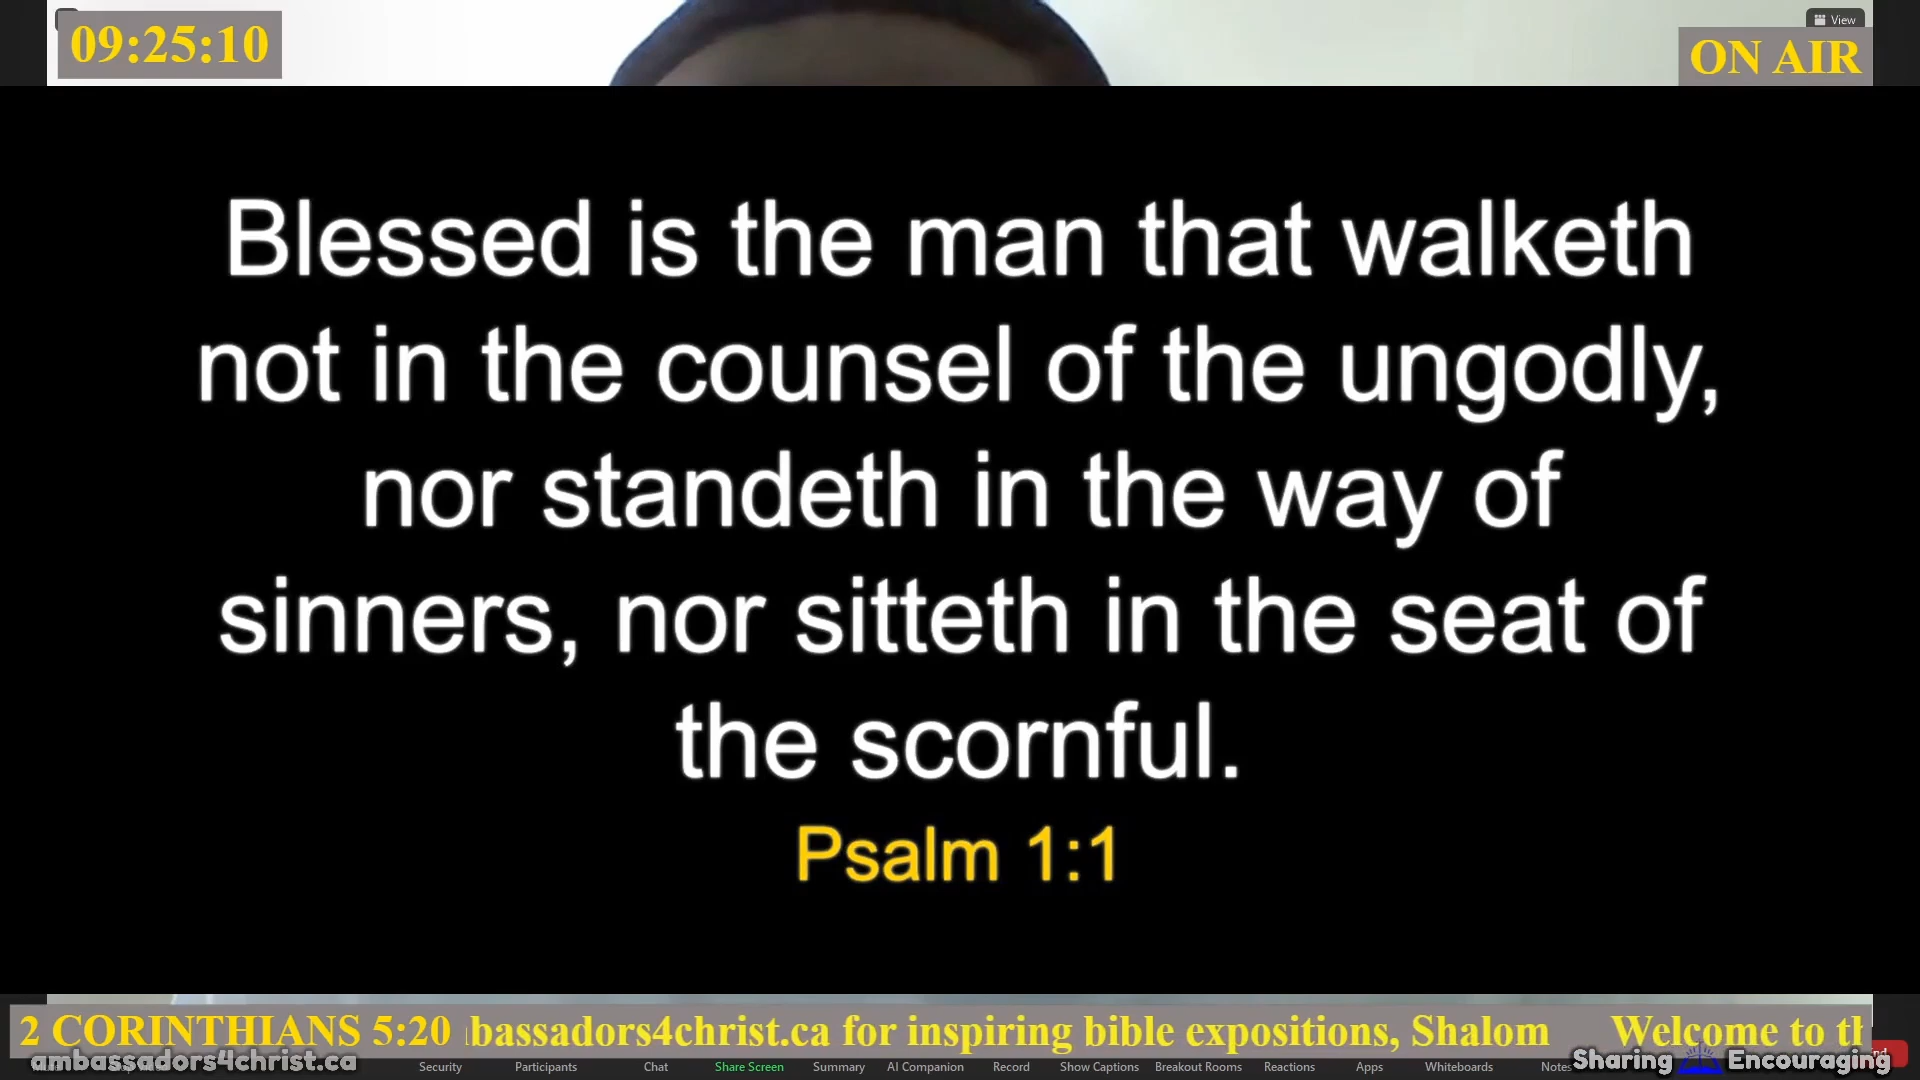 09:25:10
View
ON AIR
Blessed is the man that walketh
not in the counsel of the ungodly,
nor standeth in the way of
sinners, nor sitteth in the seat of
the scornful.
Psalm 1:1
2 CORINTHIANS 5:20
bassadors4christ.ca for inspiring bible expositions, Shalom
Welcome to
ambassadors4christ.ca
Security
Participants
Chat
Share Screen
Summary
AI Companion
Record
Show Captions
Breakout Rooms
Reactions
Apps
Whiteboards
Notes
Sharing
Encouraging